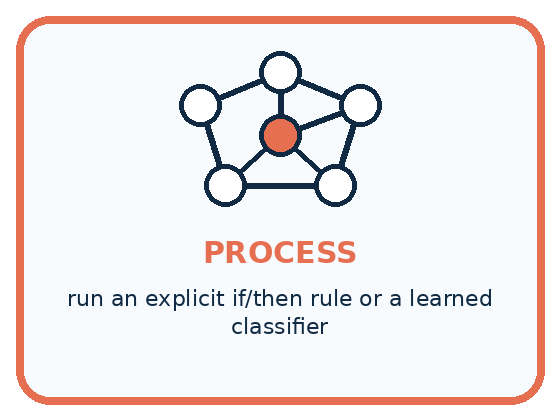 PROCESS
run an explicit if/then rule or a learned
classifier